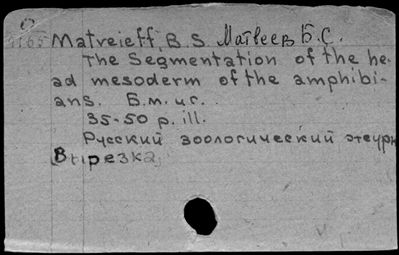 Matveieff, B. S. Матвеев Б. С.
The Segmentation of the he-
ad mesoderm of the amphibi-
ans. Б.м. и г.
35-50 p. ill.
Русский зоологический журн
Вырезка